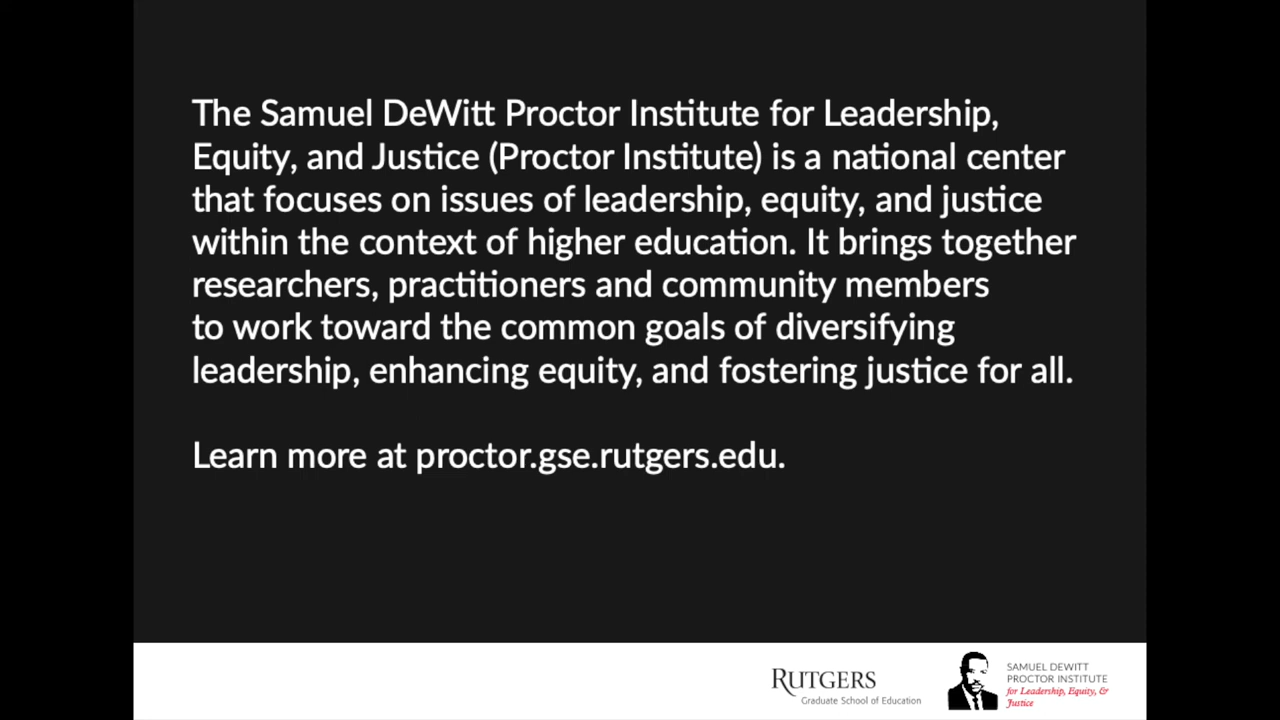 The Samuel DeWitt Proctor Institute for Leadership,
Equity, and Justice (Proctor Institute) is a national center
that focuses on issues of leadership, equity, and justice
within the context of higher education. It brings together
researchers, practitioners and community members
to work toward the common goals of diversifying
leadership, enhancing equity, and fostering justice for all.
Learn more at proctor.gse.rutgers.edu.
RUTGERS
Graduate School of Education
SAMUEL DEWITT
PROCTOR INSTITUTE
for Leadership, Equity, &
Justice